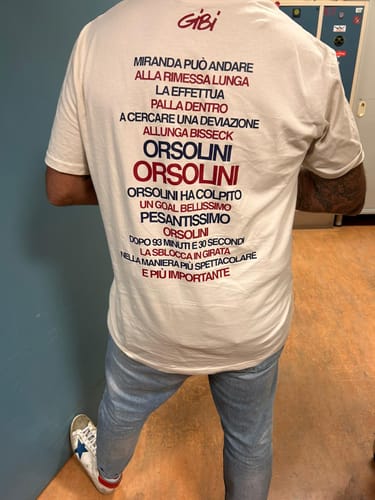 GiBi
MIRANDA PUÒ ANDARE
ALLA RIMESSA LUNGA
LA EFFETTUA
PALLA DENTRO
A CERCARE UNA DEVIAZIONE
ALLUNGA BISSECK
ORSOLINI
ORSOLINI
ORSOLINI HA COLPITO
UN GOAL BELLISSIMO
PESANTISSIMO
ORSOLINI
DOPO 93 MINUTI E 30 SECONDI
LA SBLOCCA IN GIRATA
NELLA MANIERA PIÙ SPETTACOLARE
E PIÙ IMPORTANTE